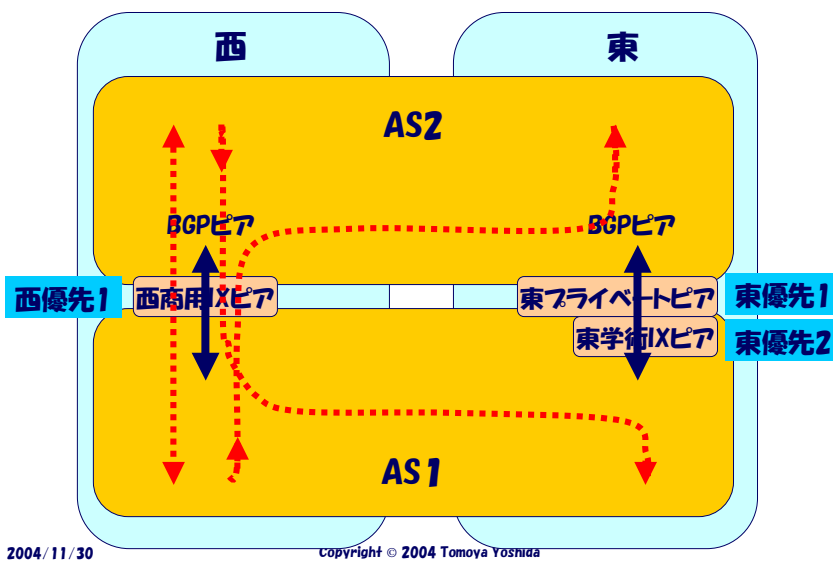 西
東
AS2
BGPピア
BGPピア
西優先1
西商用IXピア
東プライベートピア
東優先1
東学術IXピア
東優先2
AS1
2004/11/30
Copyright © 2004 Tomoya Yoshida